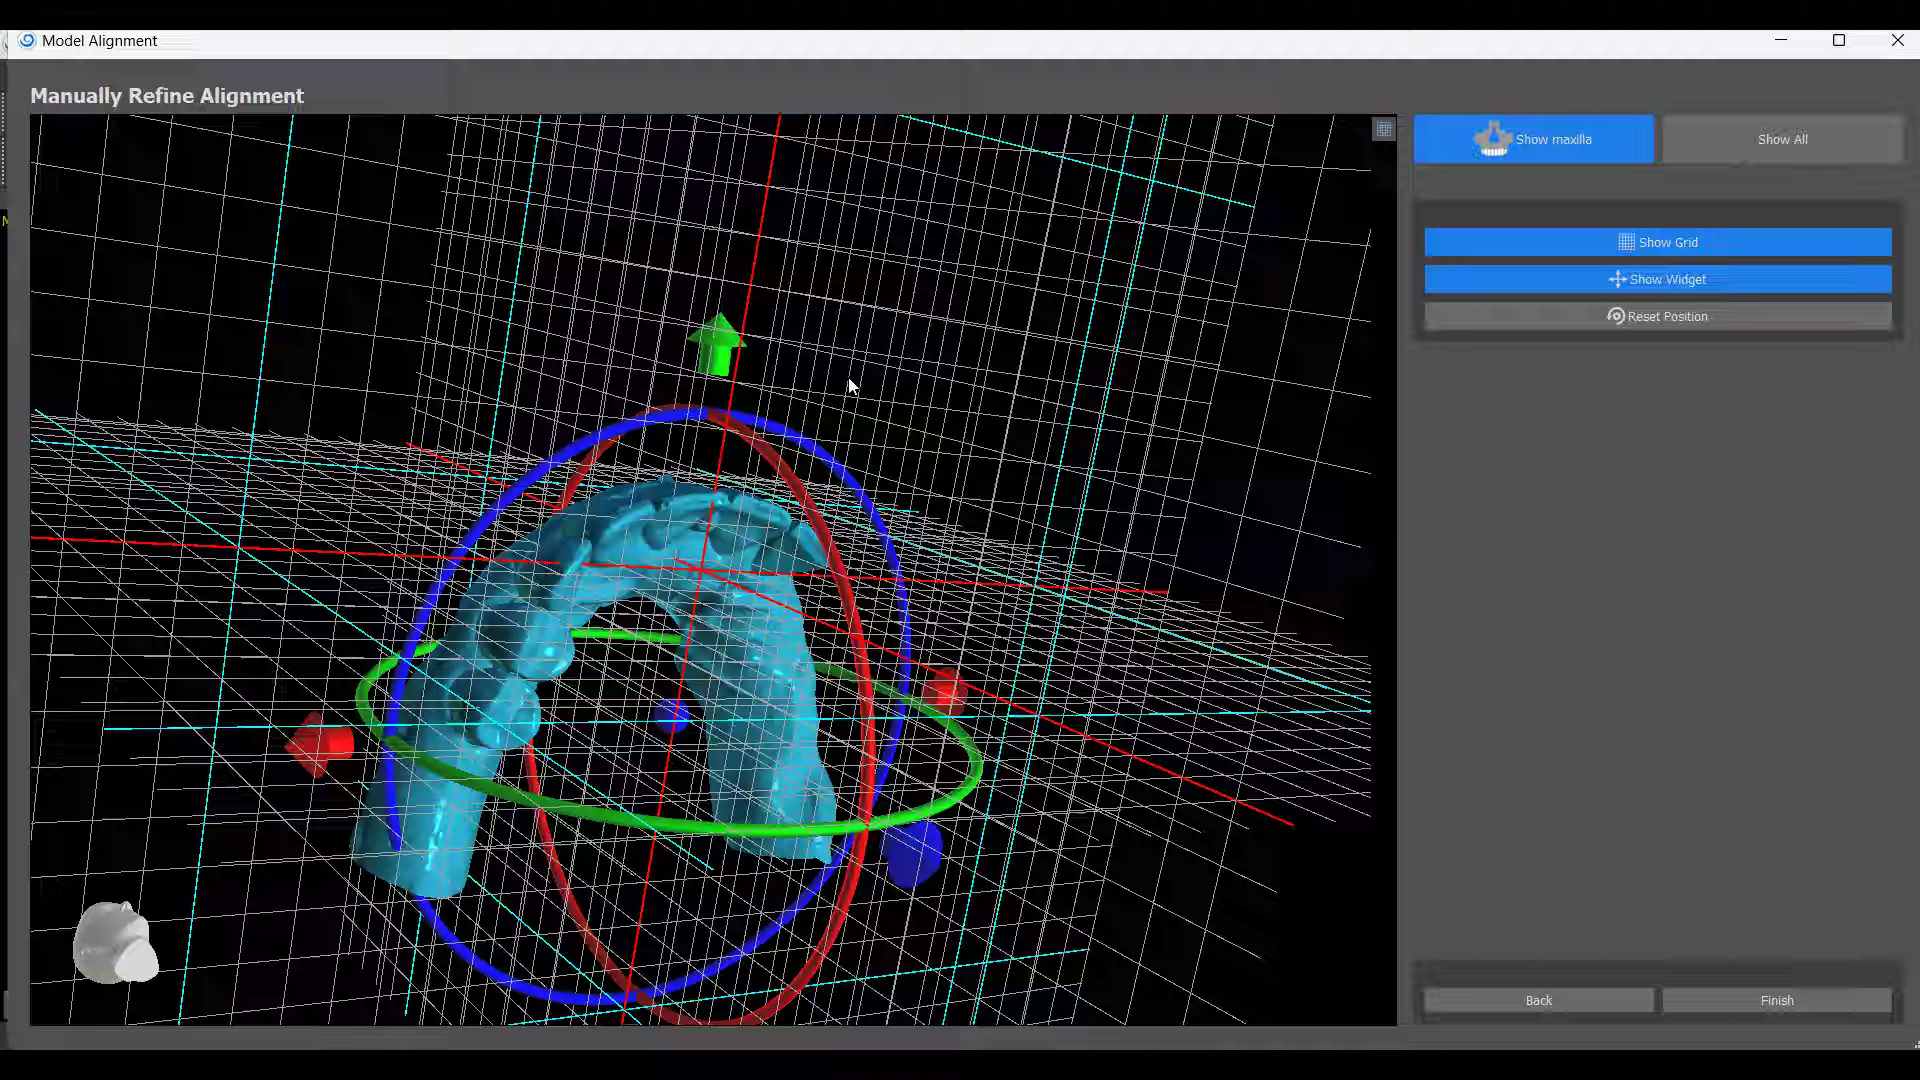 Model Alignment
Manually Refine Alignment
Show maxilla
Show All
Show Grid
Show Widget
Reset Position
Back
Finish